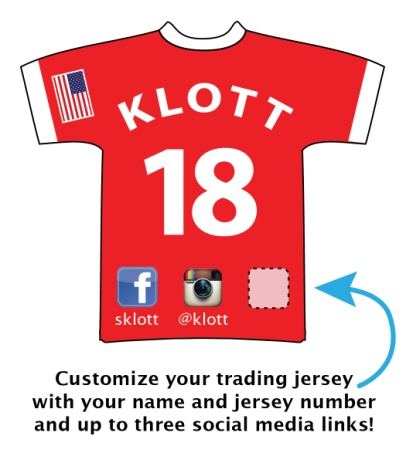 KLOTT
18
f
sklott @klott
Customize your trading jersey
with your name and jersey number
and up to three social media links!